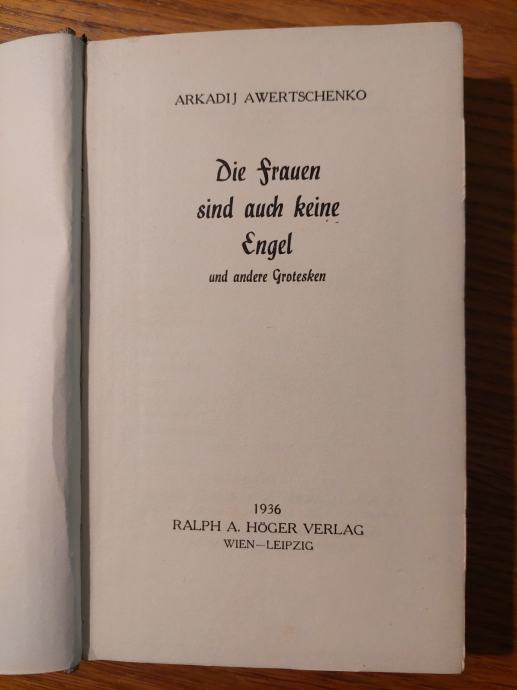 ARKADIJ AWERTSCHENKO
Die Frauen
sind auch keine
Engel
und andere Grotesken
1936
RALPH A. HÖGER VERLAG
WIEN—LEIPZIG